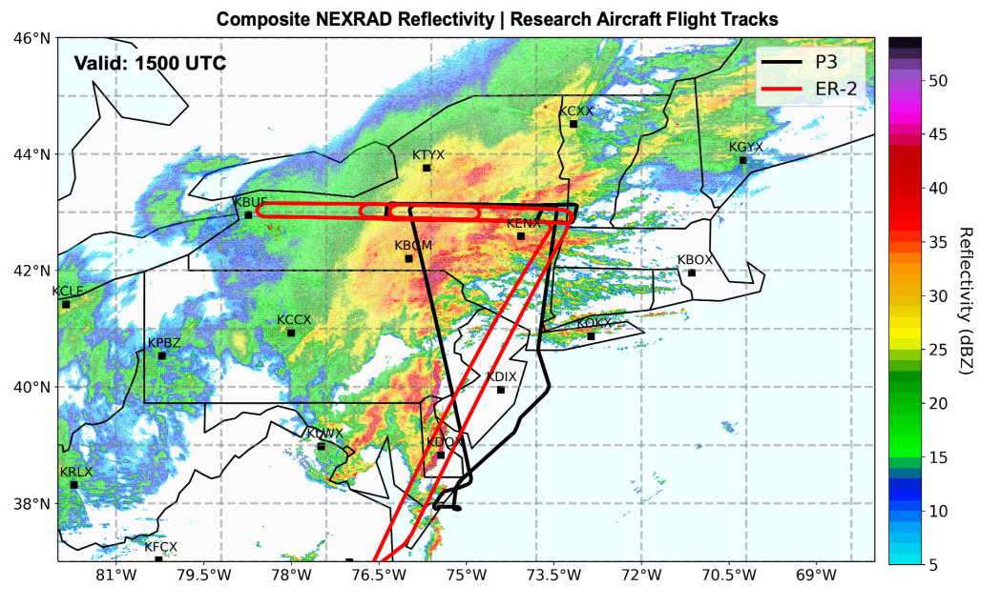 Composite NEXRAD Reflectivity | Research Aircraft Flight Tracks
46°N
44°N
42°N
40°N
38°N
Valid: 1500 UTC
P3
ER-2
KCXX
KTYX
KGYX
KBUF
KENX
KBGM
KBOX
KCLE
KCCX
KOKX
KPBZ
KDIX
KLWX
KDOX
KRLX
KFCX
81°W
79.5°W
78°W
76.5°W
75°W
73.5°W
72°W
70.5°W
69°W
50
45
40
35
30
25
20
15
10
5
Reflectivity (dBZ)